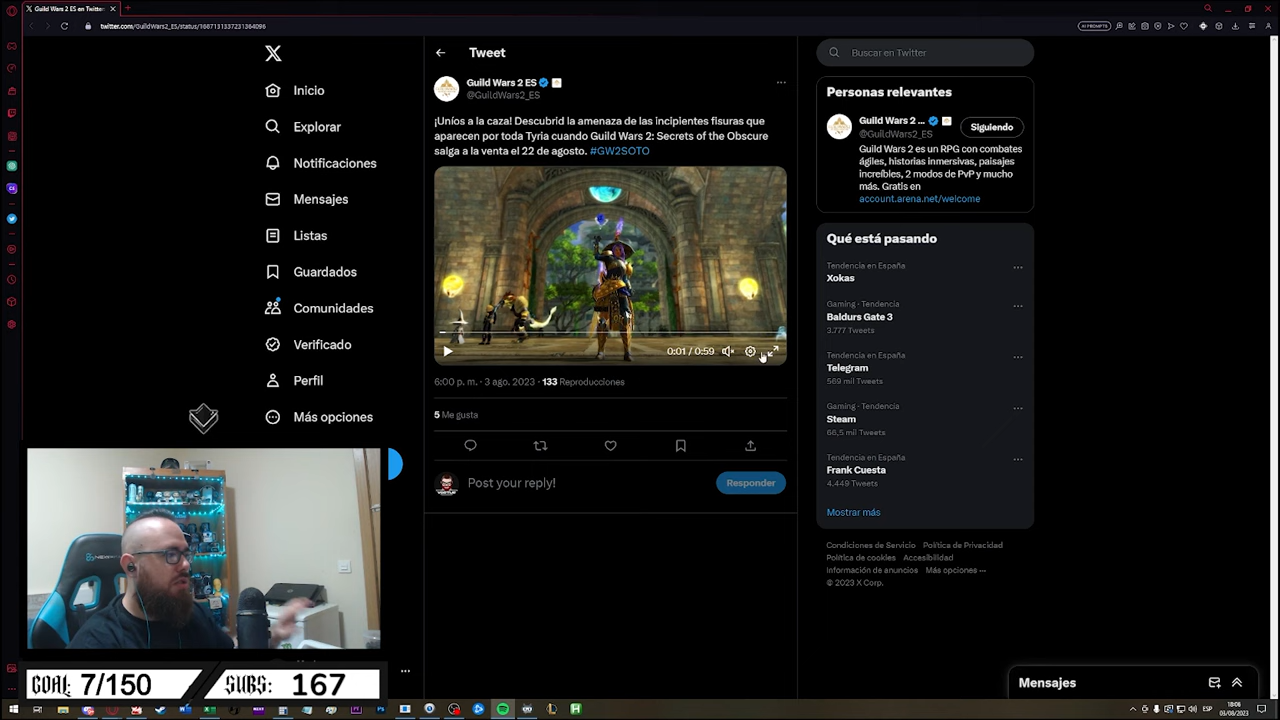 Guild Wars 2 ES en Twitter:
twitter.com/GuildWars2_ES/status/1687131337231364096
AI PROMPTS
X
Inicio
Explorar
Notificaciones
Mensajes
Listas
Guardados
Comunidades
Verificado
Perfil
Más opciones
Tweet
Guild Wars 2 ES
@GuildWars2_ES
¡Uníos a la caza! Descubrid la amenaza de las incipientes fisuras que
aparecen por toda Tyria cuando Guild Wars 2: Secrets of the Obscure
salga a la venta el 22 de agosto. #GW2SOTO
0:01 / 0:59
6:00 p. m. · 3 ago. 2023 · 133 Reproducciones
5 Me gusta
Post your reply!
Responder
Buscar en Twitter
Personas relevantes
Guild Wars 2 ...
@GuildWars2_ES
Siguiendo
Guild Wars 2 es un RPG con combates
ágiles, historias inmersivas, paisajes
increíbles, 2 modos de PvP y mucho
más. Gratis en
account.arena.net/welcome
Qué está pasando
Tendencia en España
Xokas
Gaming · Tendencia
Baldurs Gate 3
3.777 Tweets
Tendencia en España
Telegram
569 mil Tweets
Gaming · Tendencia
Steam
66,5 mil Tweets
Tendencia en España
Frank Cuesta
4.449 Tweets
Mostrar más
Condiciones de Servicio Política de Privacidad
Política de cookies Accesibilidad
Información de anuncios Más opciones ...
© 2023 X Corp.
GOAL: 7/150 SUBS: 167
Mensajes
ESP
18:06
03/08/2023